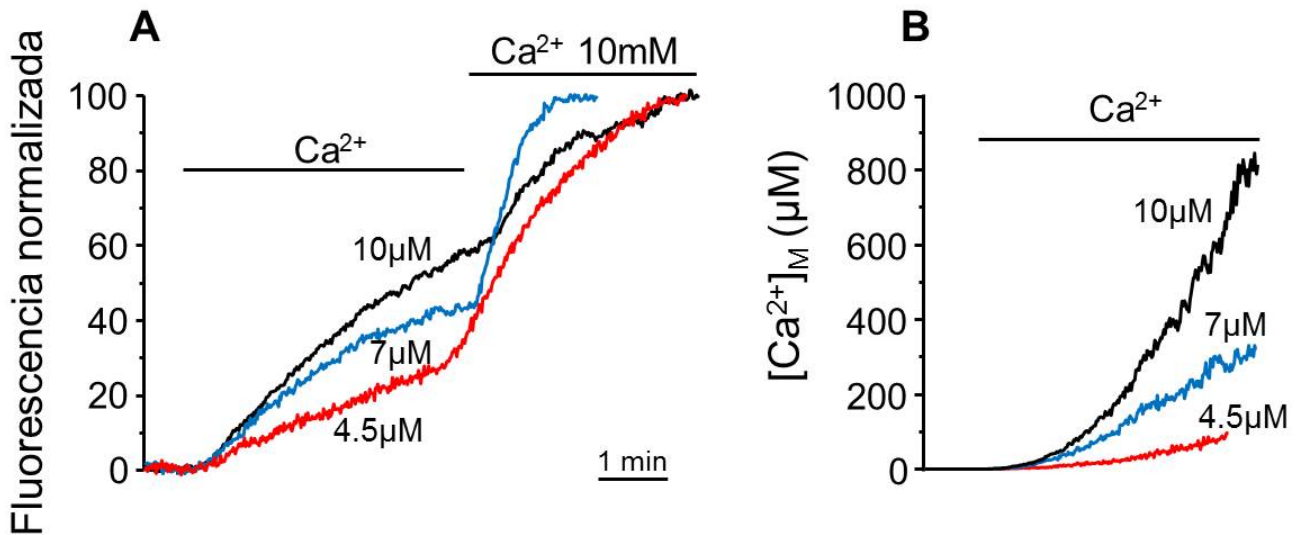 A
Fluorescencia normalizada
Ca²⁺ 10mM
Ca²⁺
100
80
60
40
20
0
10µM
7µM
4.5µM
1 min
B
[Ca²⁺]M (µM)
Ca²⁺
1000
800
600
400
200
0
10µM
7µM
4.5µM